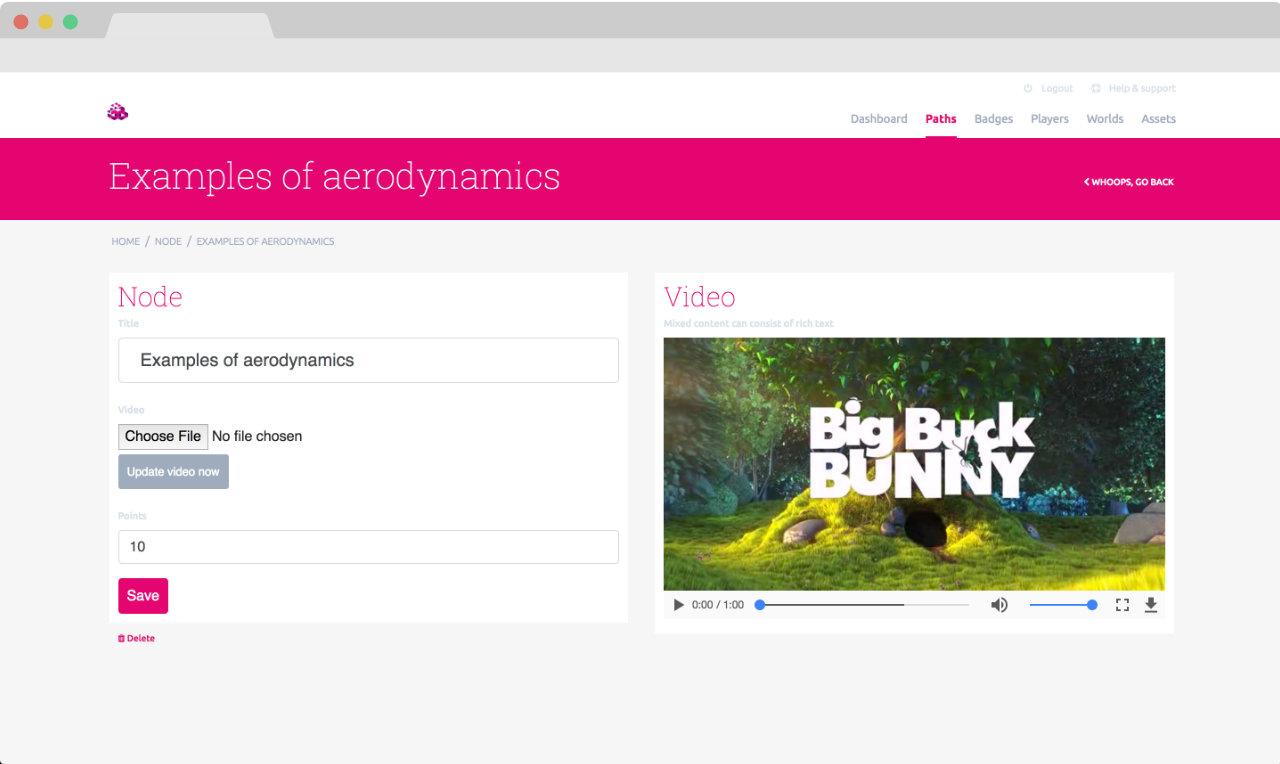 Logout Help & support
Dashboard Paths Badges Players Worlds Assets
Examples of aerodynamics
WHOOPS, GO BACK
HOME / NODE / EXAMPLES OF AERODYNAMICS
Node
Title
Examples of aerodynamics
Video
Choose File No file chosen
Update video now
Points
10
Save
Delete
Video
Mixed content can consist of rich text
Big Buck
BUNNY
0:00 / 1:00